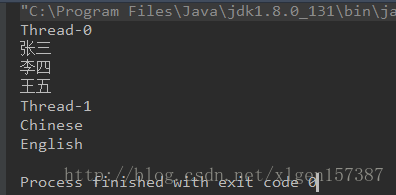 "C:\Program Files\Java\jdk1.8.0_131\bin\ja
Thread-0
张三
李四
王五
Thread-1
Chinese
English
http://blog.csdn.net/xlgen157387
Process finished with exit code 0